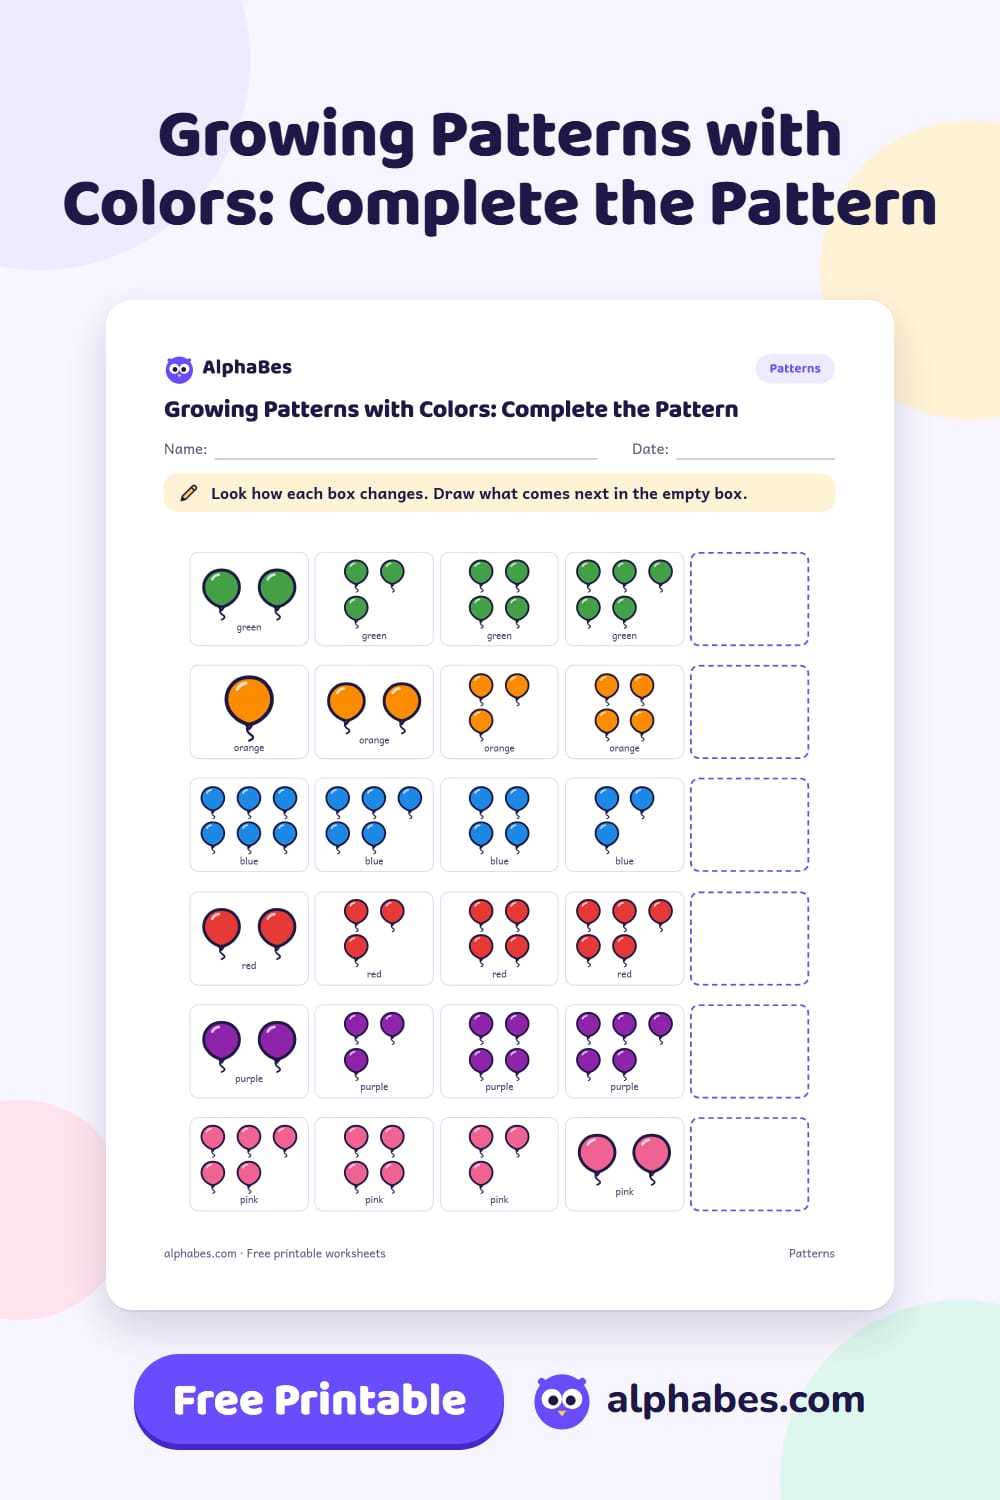 Growing Patterns with
Colors: Complete the Pattern
AlphaBes
Patterns
Growing Patterns with Colors: Complete the Pattern
Name:
Date:
Look how each box changes. Draw what comes next in the empty box.
green green green green
orange orange orange orange
blue blue blue blue
red red red red
purple purple purple purple
pink pink pink pink
alphabes.com · Free printable worksheets
Patterns
Free Printable
alphabes.com